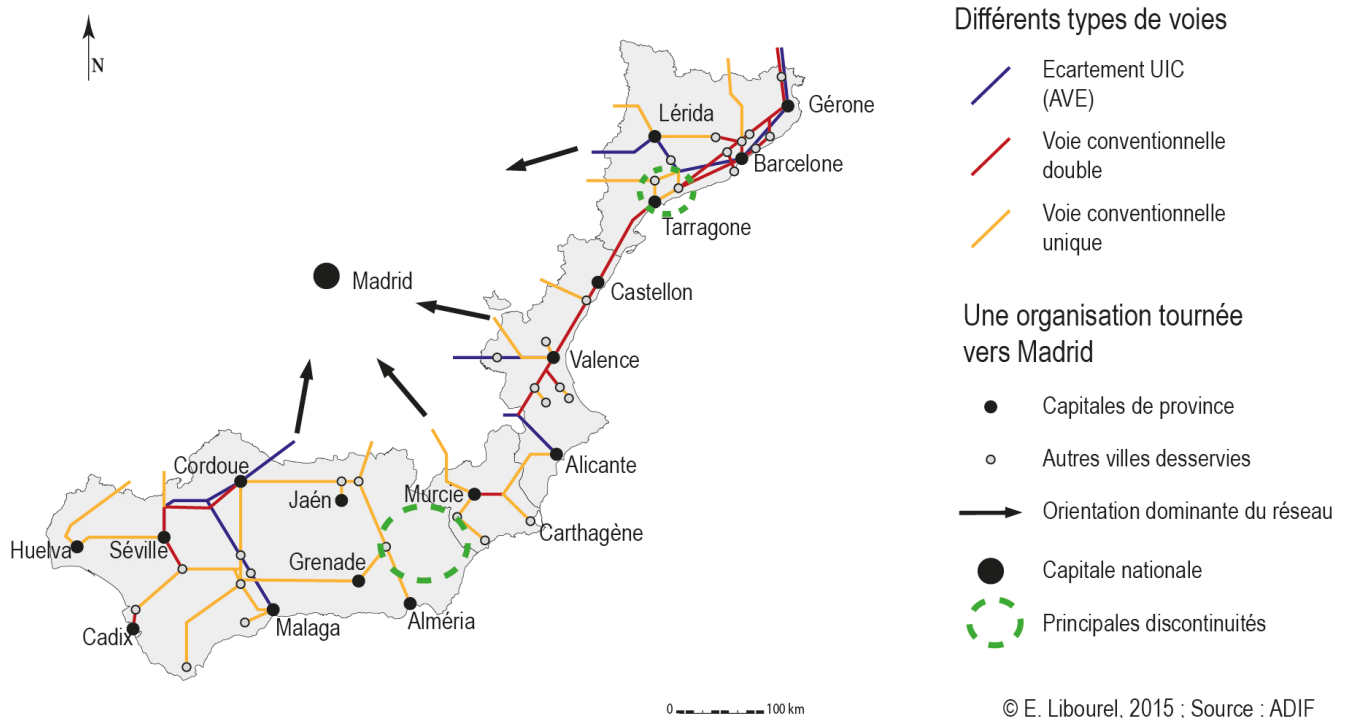 N
Lérida
Gérone
Barcelone
Tarragone
Madrid
Castellon
Valence
Alicante
Cordoue
Jaén
Murcie
Carthagène
Huelva
Séville
Grenade
Cadix
Malaga
Alméria
0
100 km
Différents types de voies
Ecartement UIC
(AVE)
Voie conventionnelle
double
Voie conventionnelle
unique
Une organisation tournée
vers Madrid
Capitales de province
Autres villes desservies
Orientation dominante du réseau
Capitale nationale
Principales discontinuités
© E. Libourel, 2015 ; Source : ADIF